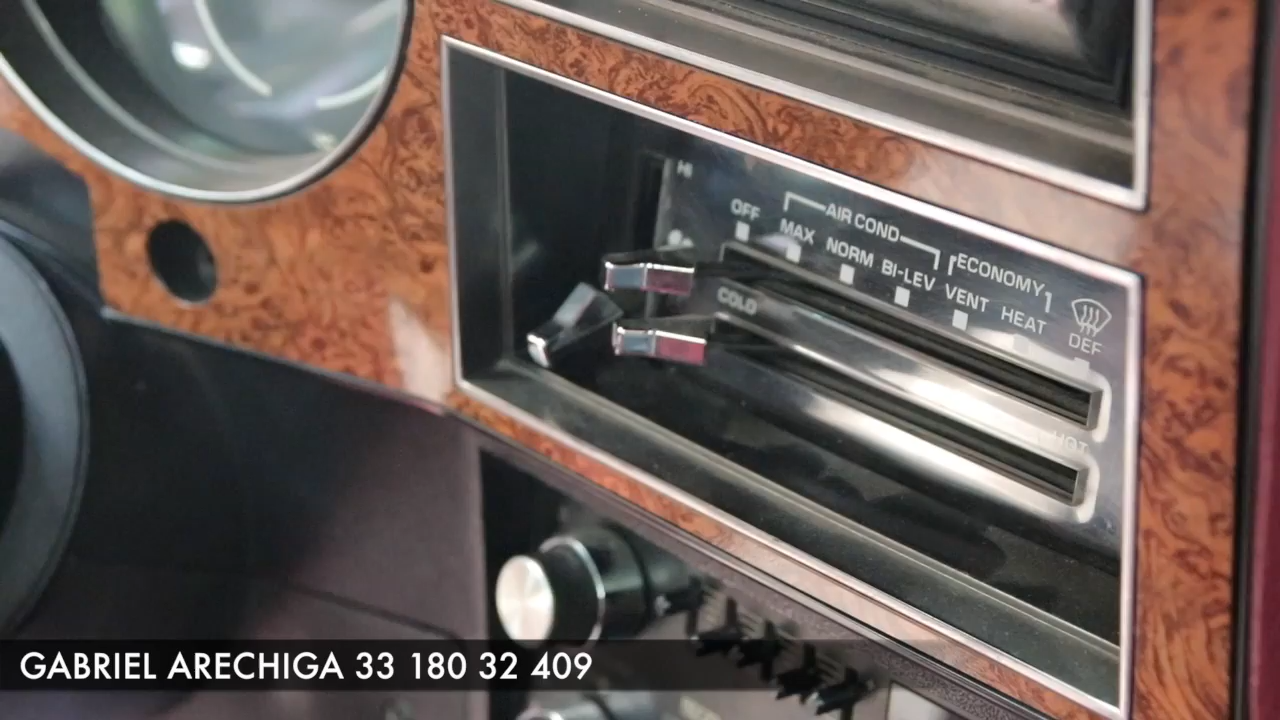 HI
OFF
AIR COND
MAX NORM BI-LEV
ECONOMY
VENT HEAT
DEF
COLD
HOT
GABRIEL ARECHIGA 33 180 32 409